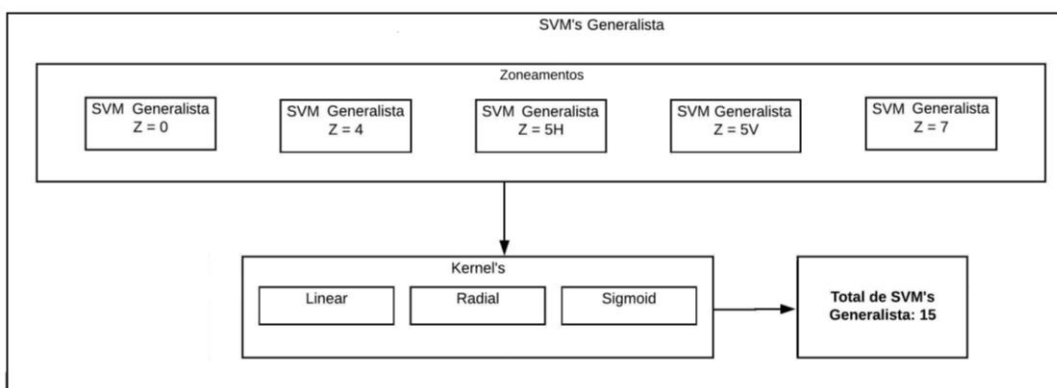 SVM's Generalista
Zoneamentos
SVM Generalista
Z = 0
SVM Generalista
Z = 4
SVM Generalista
Z = 5H
SVM Generalista
Z = 5V
SVM Generalista
Z = 7
Kernel's
Linear
Radial
Sigmoid
Total de SVM's
Generalista: 15